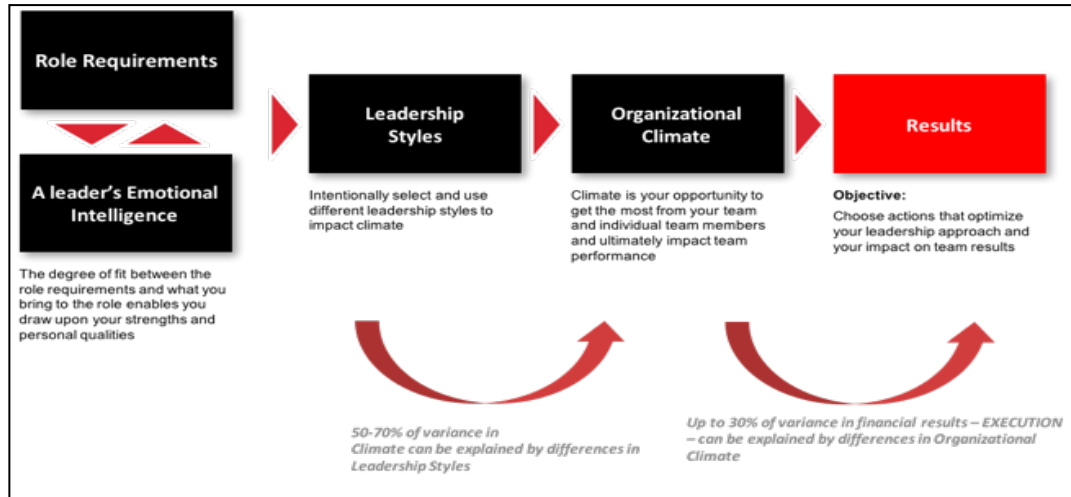 Role Requirements
A leader's Emotional
Intelligence
The degree of fit between the
role requirements and what you
bring to the role enables you
draw upon your strengths and
personal qualities
Leadership
Styles
Intentionally select and use
different leadership styles to
impact climate
Organizational
Climate
Climate is your opportunity to
get the most from your team
and individual team members
and ultimately impact team
performance
Results
Objective:
Choose actions that optimize
your leadership approach and
your impact on team results
50-70% of variance in
Climate can be explained by differences in
Leadership Styles
Up to 30% of variance in financial results – EXECUTION
– can be explained by differences in Organizational
Climate